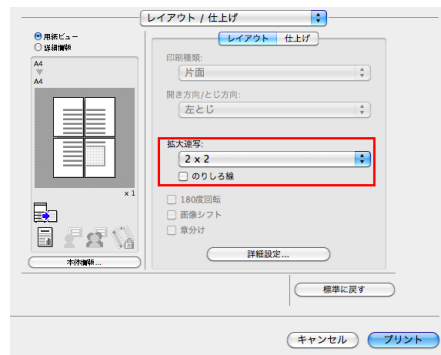 レイアウト / 仕上げ
用紙ビュー
詳細情報
A4
A4
x 1
本体情報...
レイアウト 仕上げ
印刷種類:
片面
開き方向/とじ方向:
左とじ
拡大連写:
2 x 2
のりしろ線
180度回転
画像シフト
章分け
詳細設定...
標準に戻す
キャンセル プリント